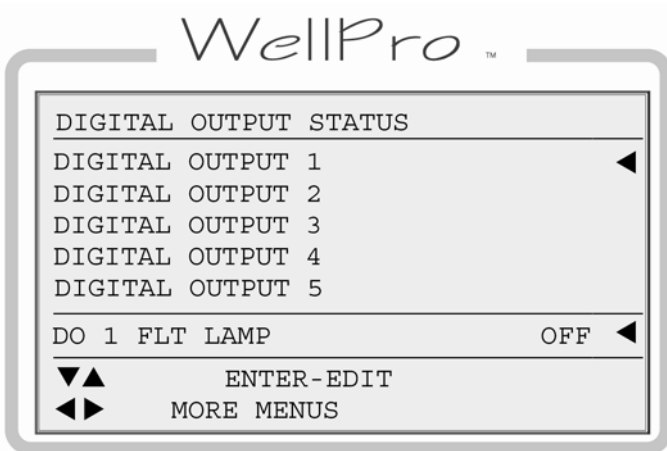 WellPro ™
DIGITAL OUTPUT STATUS
DIGITAL OUTPUT 1 ◀
DIGITAL OUTPUT 2
DIGITAL OUTPUT 3
DIGITAL OUTPUT 4
DIGITAL OUTPUT 5
DO 1 FLT LAMP OFF ◀
▼▲ ENTER-EDIT
◀▶ MORE MENUS